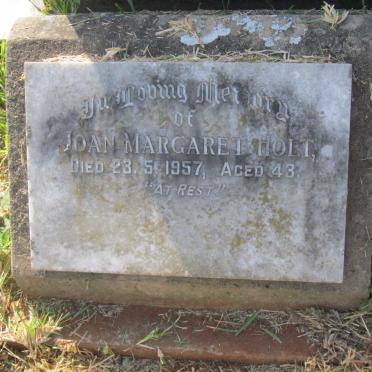 In Loving Memory
of
JOAN MARGARET HOLT,
DIED 23. 5. 1957, AGED 43.
"AT REST"